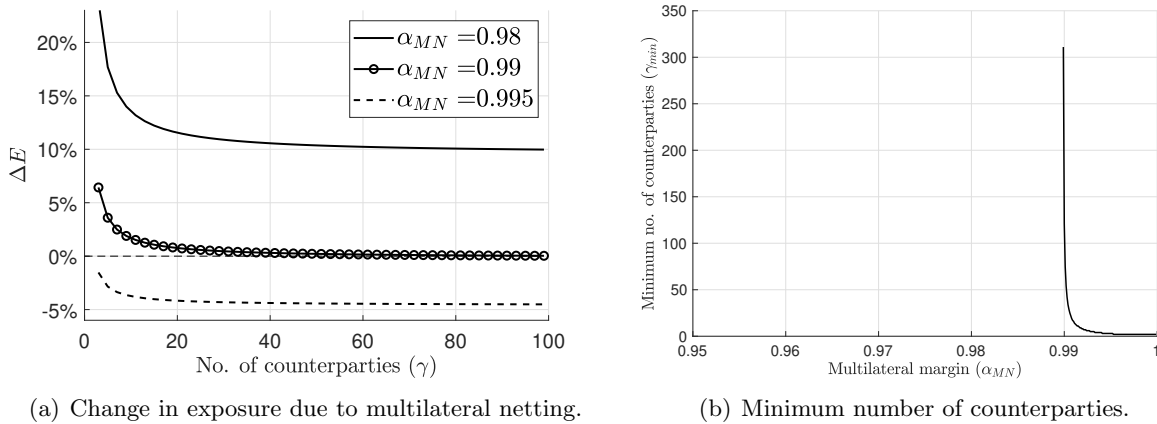 20%
15%
10%
5%
0%
-5%
ΔE
α_MN =0.98
α_MN =0.99
α_MN =0.995
0 20 40 60 80 100
No. of counterparties (γ)
(a) Change in exposure due to multilateral netting.
350
300
250
200
150
100
50
0
Minimum no. of counterparties (γ_min)
0.95 0.96 0.97 0.98 0.99 1
Multilateral margin (α_MN)
(b) Minimum number of counterparties.